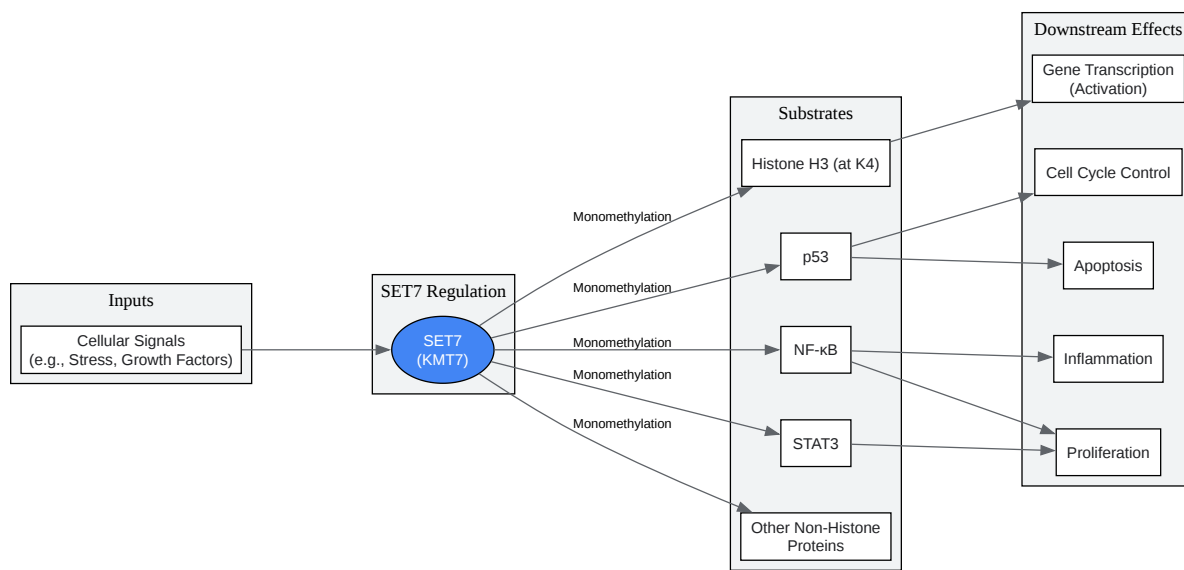 Inputs
Cellular Signals
(e.g., Stress, Growth Factors)
SET7 Regulation
SET7
(KMT7)
Monomethylation
Monomethylation
Monomethylation
Monomethylation
Monomethylation
Substrates
Histone H3 (at K4)
p53
NF-κB
STAT3
Other Non-Histone
Proteins
Downstream Effects
Gene Transcription
(Activation)
Cell Cycle Control
Apoptosis
Inflammation
Proliferation